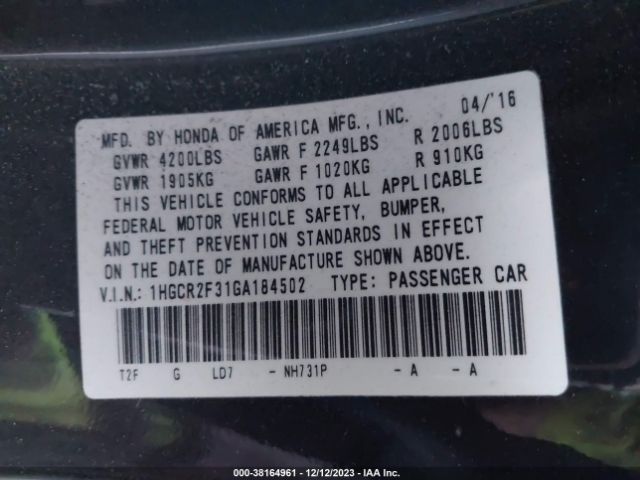 MFD. BY HONDA OF AMERICA MFG., INC. 04/'16
GVWR 4200LBS GAWR F 2249LBS R 2006LBS
GVWR 1905KG GAWR F 1020KG R 910KG
THIS VEHICLE CONFORMS TO ALL APPLICABLE
FEDERAL MOTOR VEHICLE SAFETY, BUMPER,
AND THEFT PREVENTION STANDARDS IN EFFECT
ON THE DATE OF MANUFACTURE SHOWN ABOVE.
V.I.N.: 1HGCR2F31GA184502 TYPE: PASSENGER CAR
T2F G LD7 - NH731P - A - A
000-38164961 - 12/12/2023 - IAA Inc.